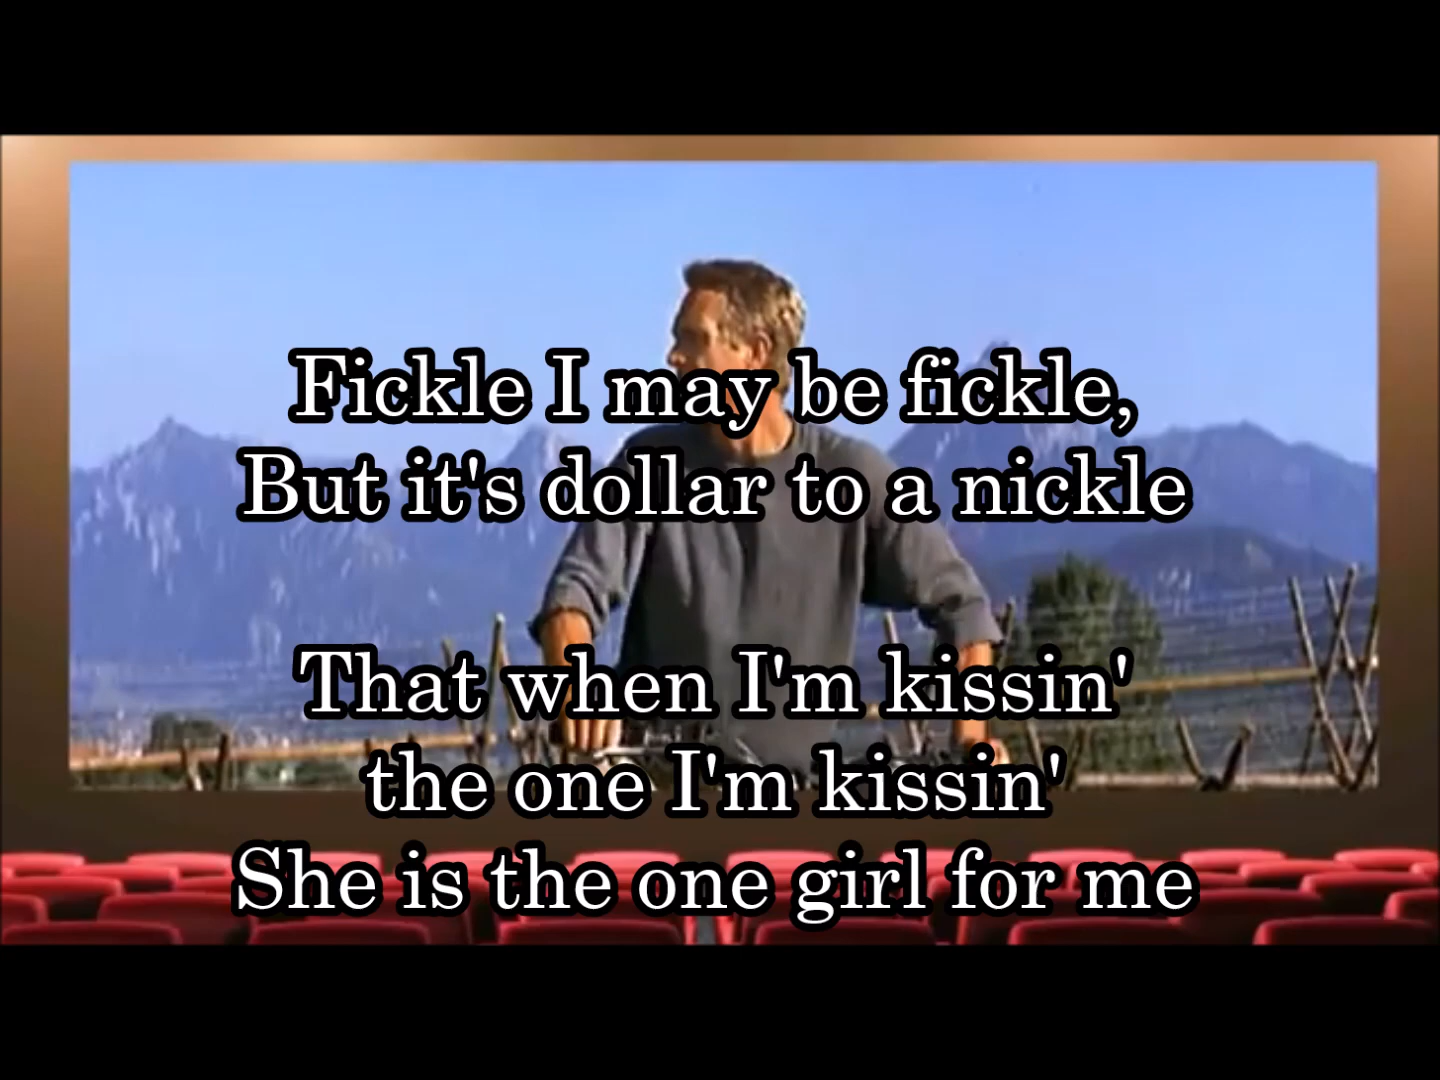 Fickle I may be fickle,
But it's dollar to a nickle
That when I'm kissin'
the one I'm kissin'
She is the one girl for me